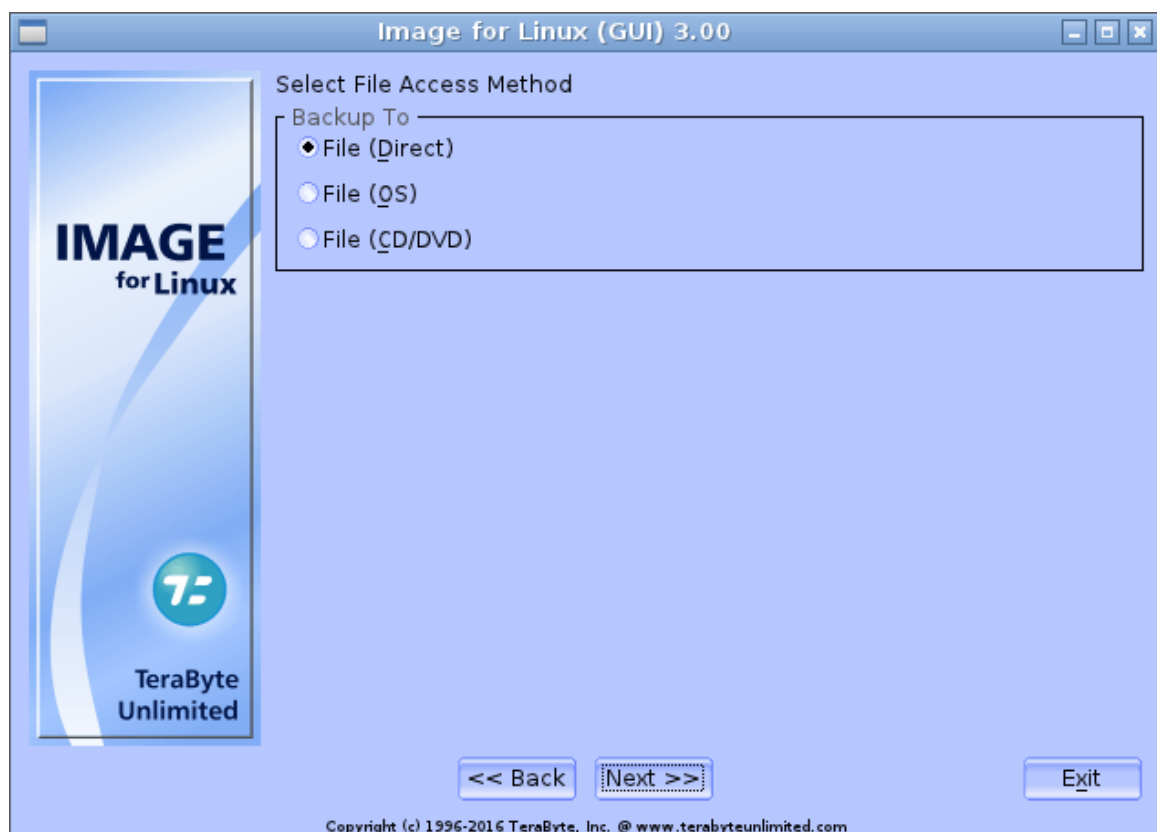 Image for Linux (GUI) 3.00
Select File Access Method
Backup To
File (Direct)
File (OS)
File (CD/DVD)
IMAGE
for Linux
TeraByte
Unlimited
<< Back
Next >>
Exit
Copyright (c) 1996-2016 TeraByte, Inc. @ www.terabyteunlimited.com